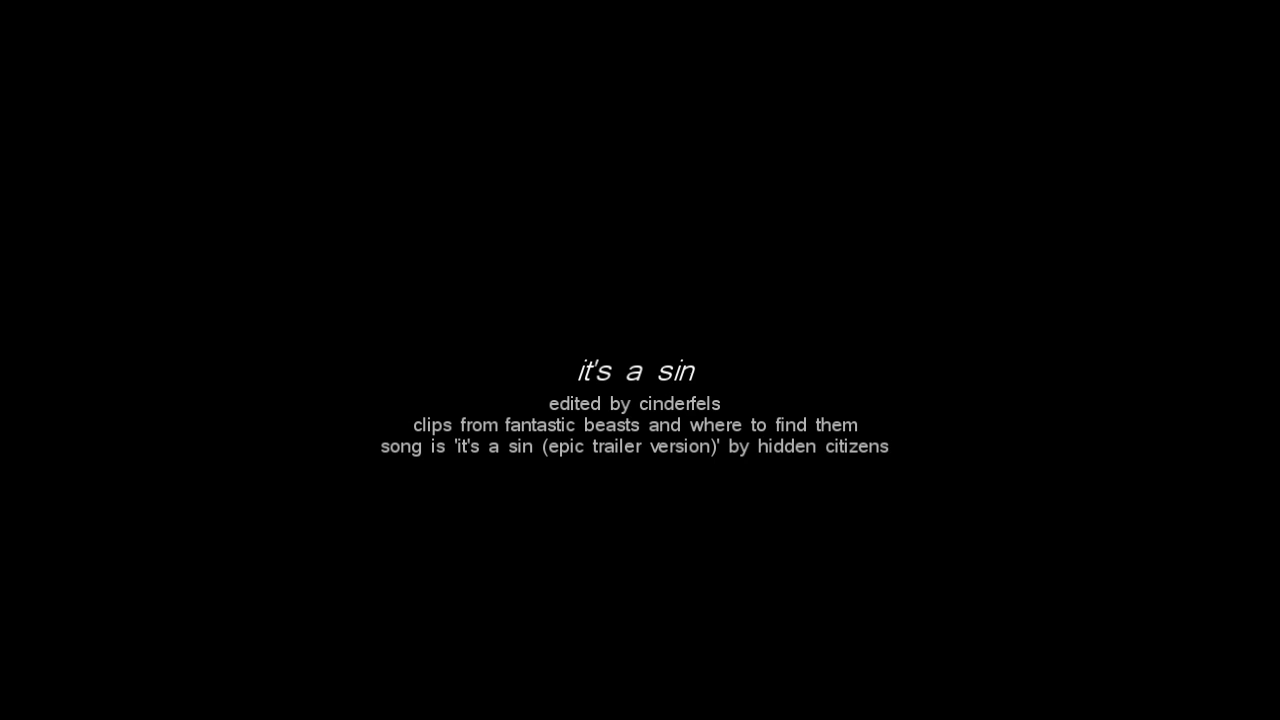 it's a sin
edited by cinderfels
clips from fantastic beasts and where to find them
song is 'it's a sin (epic trailer version)' by hidden citizens